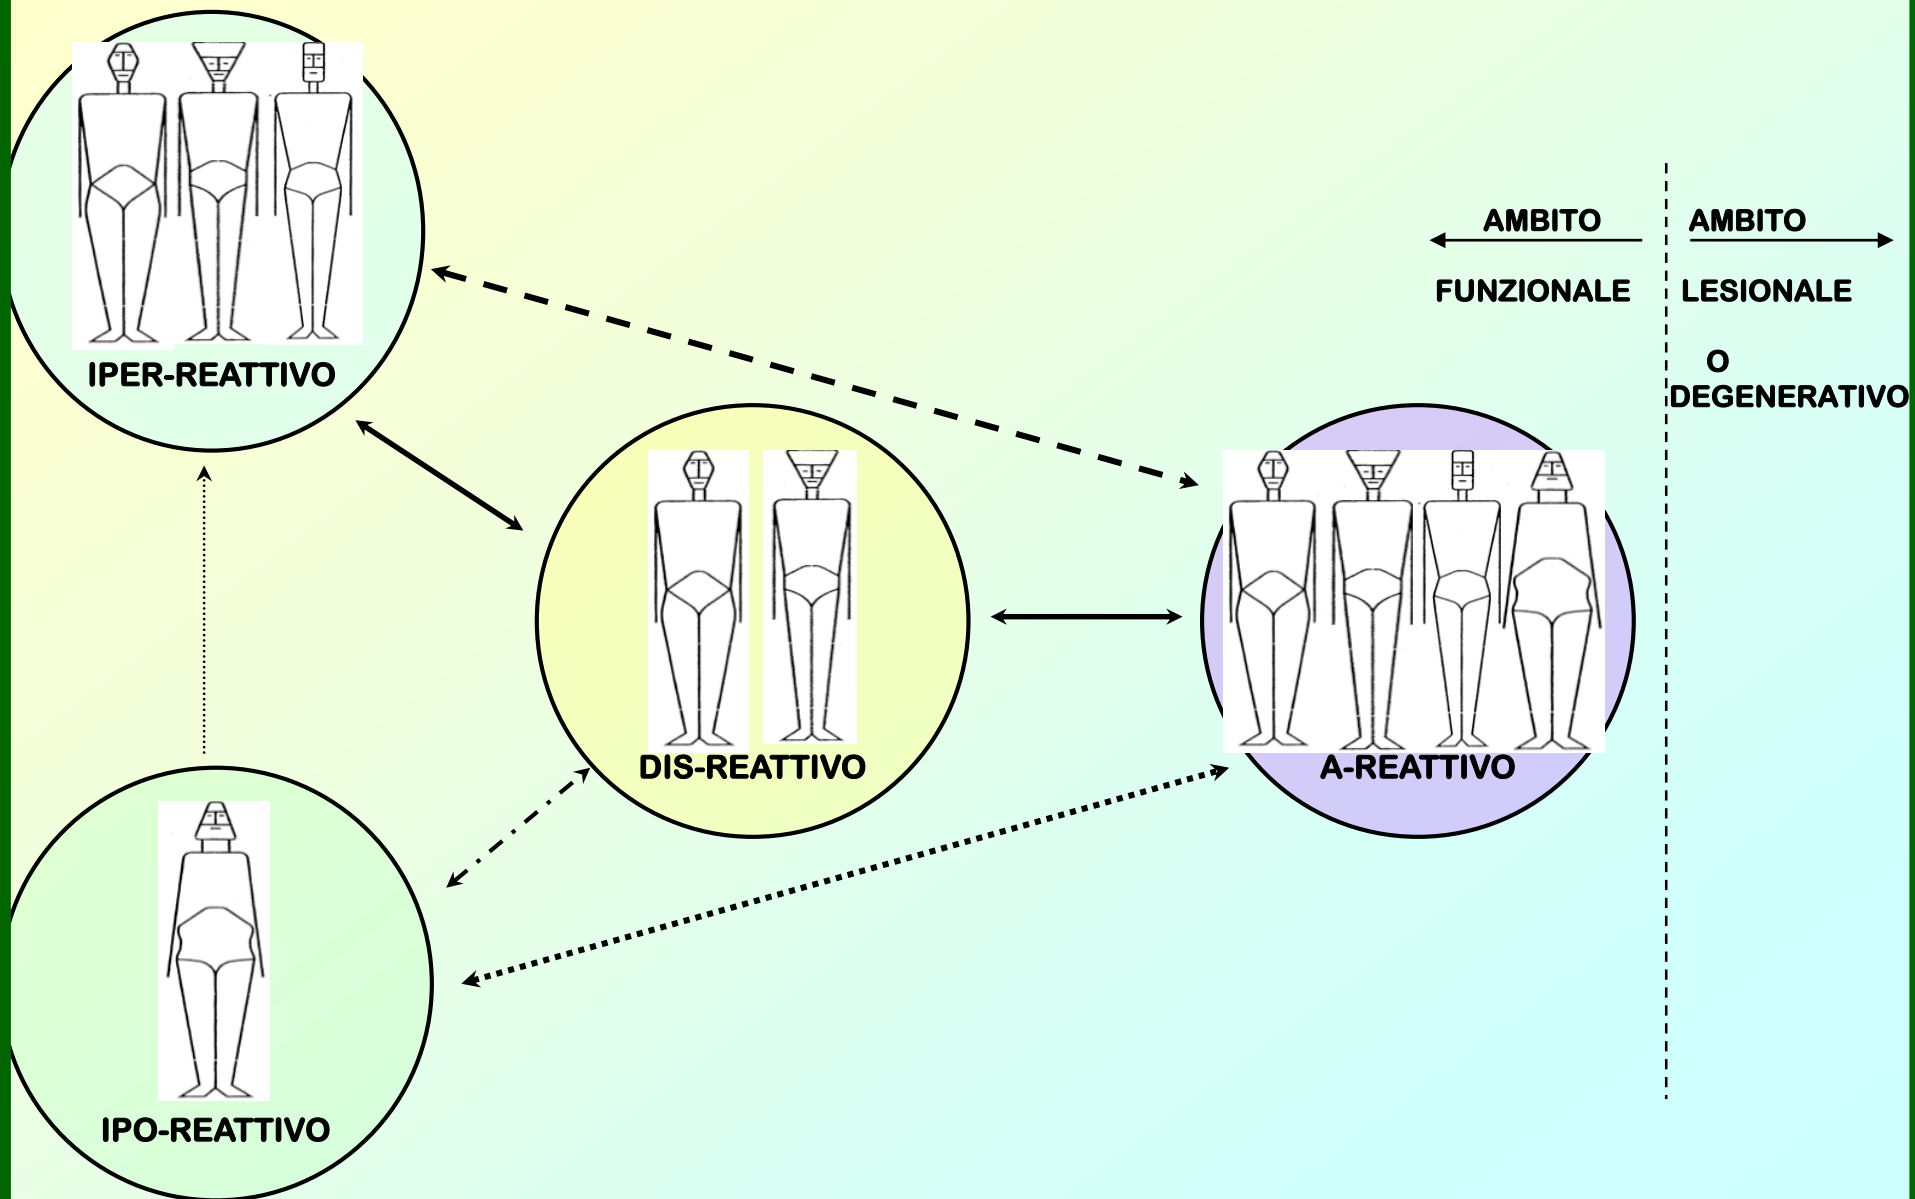 IPER-REATTIVO
AMBITO
FUNZIONALE
AMBITO
LESIONALE
O
DEGENERATIVO
DIS-REATTIVO
A-REATTIVO
IPO-REATTIVO